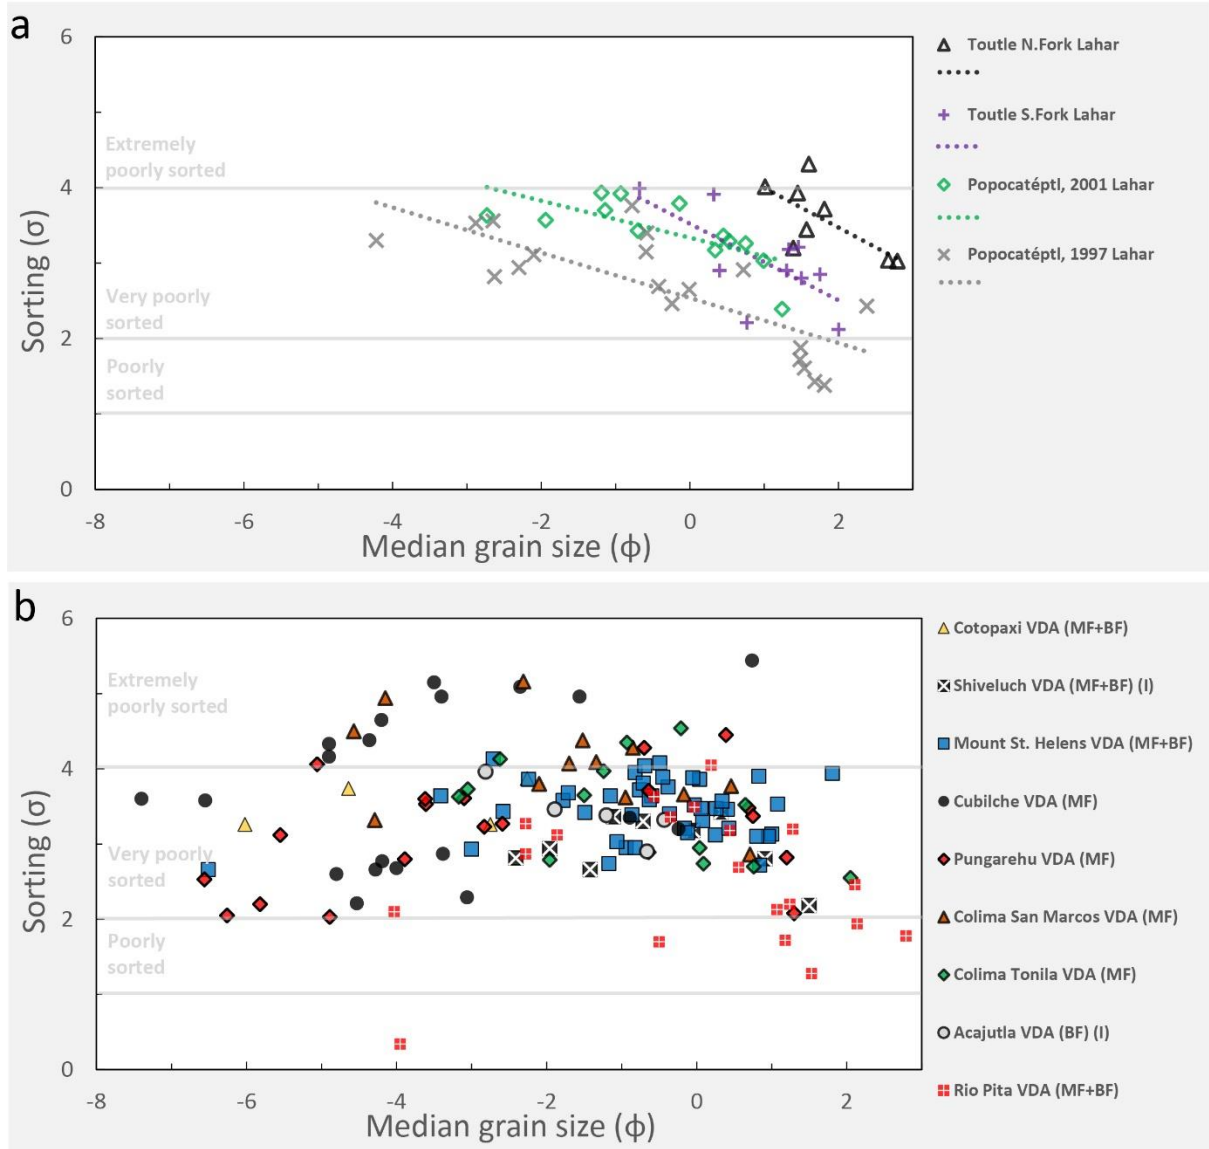 a
6
4
2
0
Sorting (σ)
Extremely
poorly sorted
Very poorly
sorted
Poorly
sorted
-8 -6 -4 -2 0 2
Median grain size (ϕ)
Toutle N.Fork Lahar
Toutle S.Fork Lahar
Popocatéptl, 2001 Lahar
Popocatéptl, 1997 Lahar
b
6
4
2
0
Sorting (σ)
Extremely
poorly sorted
Very poorly
sorted
Poorly
sorted
-8 -6 -4 -2 0 2
Median grain size (ϕ)
Cotopaxi VDA (MF+BF)
Shiveluch VDA (MF+BF) (I)
Mount St. Helens VDA (MF+BF)
Cubilche VDA (MF)
Pungarehu VDA (MF)
Colima San Marcos VDA (MF)
Colima Tonila VDA (MF)
Acajutla VDA (BF) (I)
Rio Pita VDA (MF+BF)